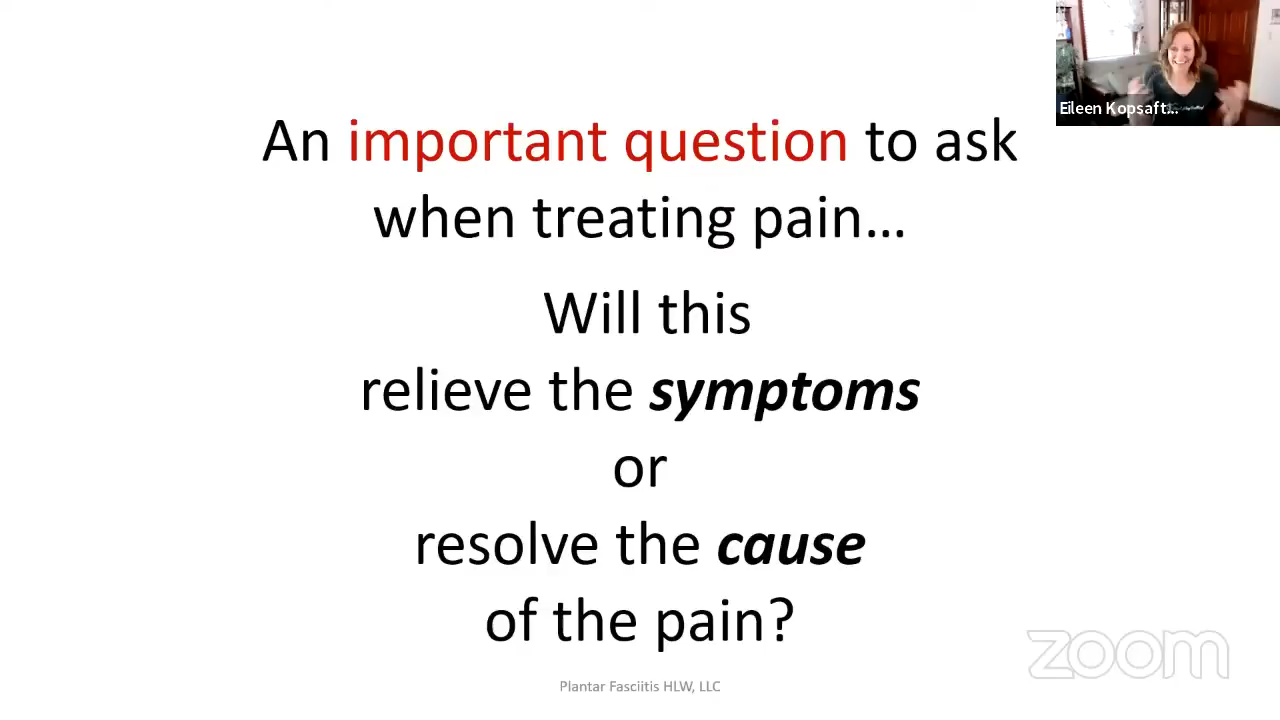 Eileen Kopsaft...
An important question to ask
when treating pain...
Will this
relieve the symptoms
or
resolve the cause
of the pain?
zoom
Plantar Fasciitis HLW, LLC